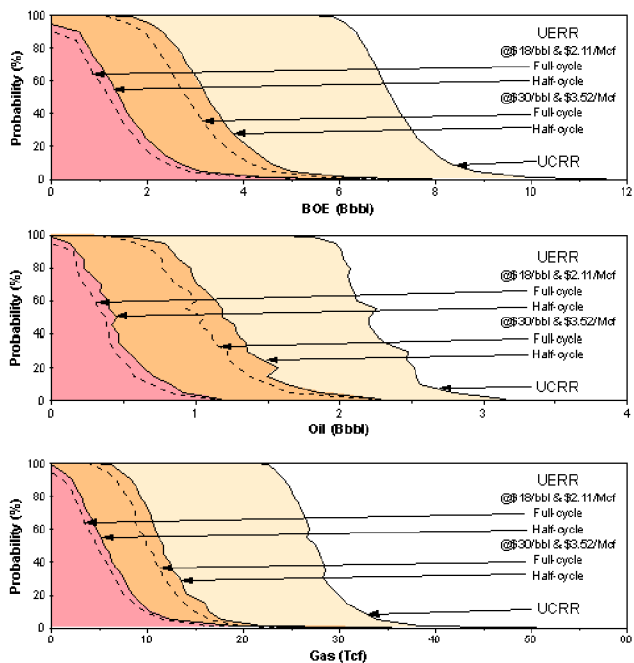 100
80
60
40
20
0
Probability (%)
UERR
@$18/bbl & $2.11/Mcf
Full-cycle
Half-cycle
@$30/bbl & $3.52/Mcf
Full-cycle
Half-cycle
UCRR
0 2 4 6 8 10 12
BOE (Bbbl)
100
80
60
40
20
0
Probability (%)
UERR
@$18/bbl & $2.11/Mcf
Full-cycle
Half-cycle
@$30/bbl & $3.52/Mcf
Full-cycle
Half-cycle
UCRR
0 1 2 3 4
Oil (Bbbl)
100
80
60
40
20
0
Probability (%)
UERR
@$18/bbl & $2.11/Mcf
Full-cycle
Half-cycle
@$30/bbl & $3.52/Mcf
Full-cycle
Half-cycle
UCRR
0 10 20 30 40 50
Gas (Tcf)